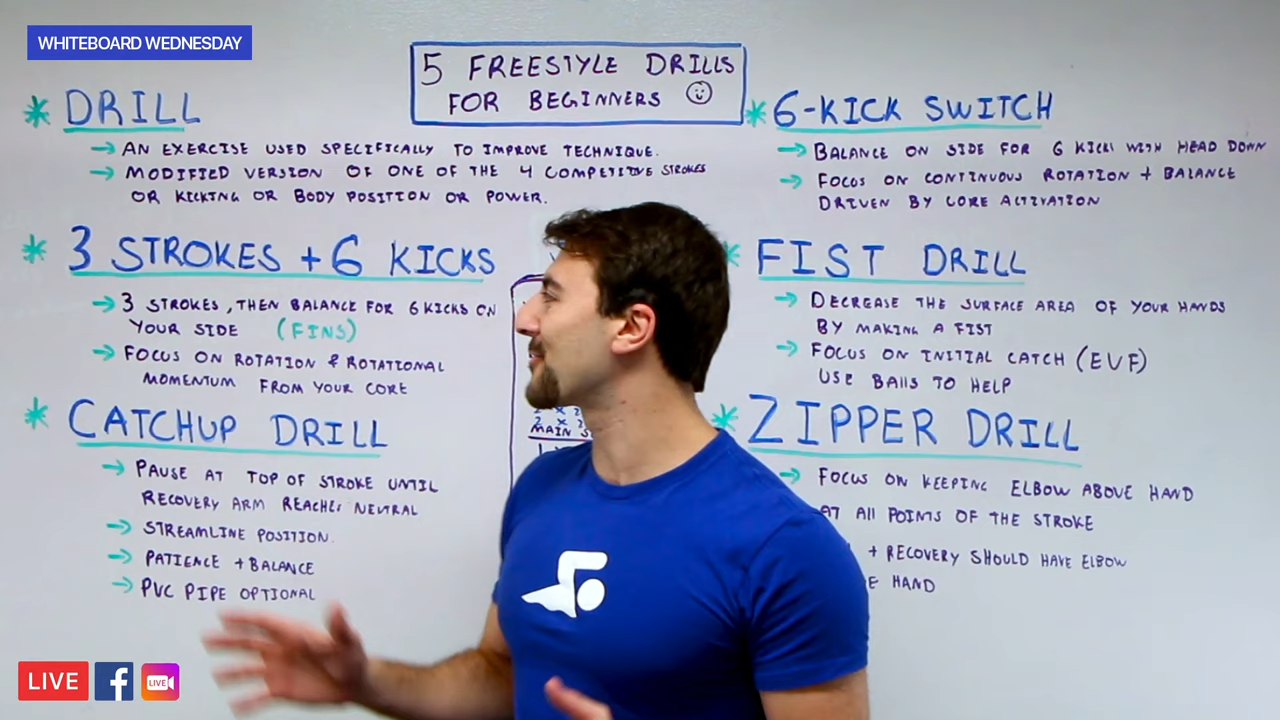 WHITEBOARD WEDNESDAY
5 FREESTYLE DRILLS
FOR BEGINNERS
DRILL
AN EXERCISE USED SPECIFICALLY TO IMPROVE TECHNIQUE.
MODIFIED VERSION OF ONE OF THE 4 COMPETITIVE STROKES
OR KICKING OR BODY POSITION OR POWER.
3 STROKES + 6 KICKS
3 STROKES, THEN BALANCE FOR 6 KICKS ON
YOUR SIDE (FINS)
FOCUS ON ROTATION & ROTATIONAL
MOMENTUM FROM YOUR CORE
CATCHUP DRILL
PAUSE AT TOP OF STROKE UNTIL
RECOVERY ARM REACHES NEUTRAL
STREAMLINE POSITION.
PATIENCE + BALANCE
PVC PIPE OPTIONAL
MAIN
6-KICK SWITCH
BALANCE ON SIDE FOR 6 KICKS WITH HEAD DOWN
FOCUS ON CONTINUOUS ROTATION + BALANCE
DRIVEN BY CORE ACTIVATION
FIST DRILL
DECREASE THE SURFACE AREA OF YOUR HANDS
BY MAKING A FIST
FOCUS ON INITIAL CATCH (EVF)
USE BALLS TO HELP
ZIPPER DRILL
FOCUS ON KEEPING ELBOW ABOVE HAND
AT ALL POINTS OF THE STROKE
+ RECOVERY SHOULD HAVE ELBOW
HAND
LIVE
LIVE